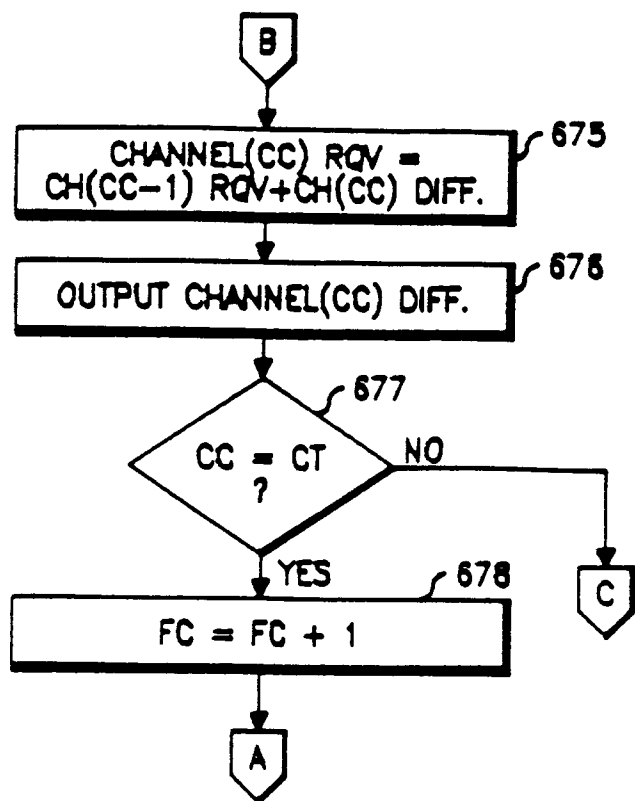 B
CHANNEL(CC) RQV =
CH(CC-1) RQV+CH(CC) DIFF.
675
OUTPUT CHANNEL(CC) DIFF.
676
677
CC = CT
?
NO
YES
C
678
FC = FC + 1
A